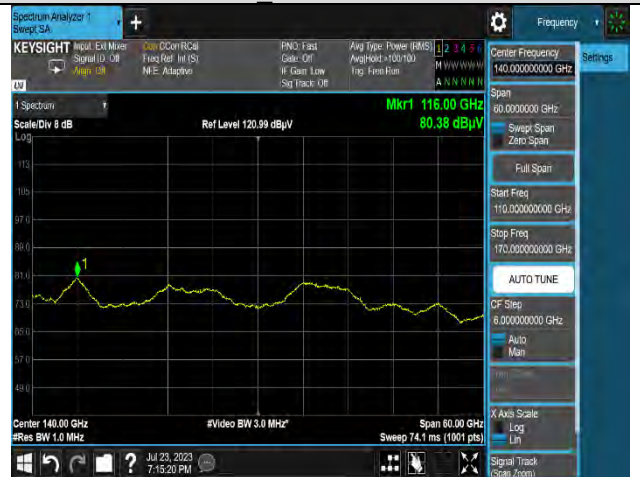 Spectrum Analyzer 1
Swept SA
+
Frequency
KEYSIGHT Input: Ext Mixer
Signal ID: Off
Align: Off
Corr CCorr RCal
Freq Ref: Int (S)
NFE: Adaptive
PNO: Fast
Gate: Off
IF Gain: Low
Sig Track: Off
Avg Type: Power (RMS)
Avg|Hold:>100/100
Trig: Free Run
1 2 3 4 5 6
M W W W W W
A N N N N N
1 Spectrum
Scale/Div 8 dB
Log
Ref Level 120.99 dBµV
Mkr1 116.00 GHz
80.38 dBµV
113
105
97.0
89.0
81.0
73.0
65.0
57.0
49.0
1
Center 140.00 GHz
#Res BW 1.0 MHz
#Video BW 3.0 MHz*
Span 60.00 GHz
Sweep 74.1 ms (1001 pts)
Center Frequency
140.000000000 GHz
Settings
Span
60.0000000 GHz
Swept Span
Zero Span
Full Span
Start Freq
110.000000000 GHz
Stop Freq
170.000000000 GHz
AUTO TUNE
CF Step
6.000000000 GHz
Auto
Man
X Axis Scale
Log
Lin
Signal Track
(Span Zoom)
?
Jul 23, 2023
7:15:20 PM